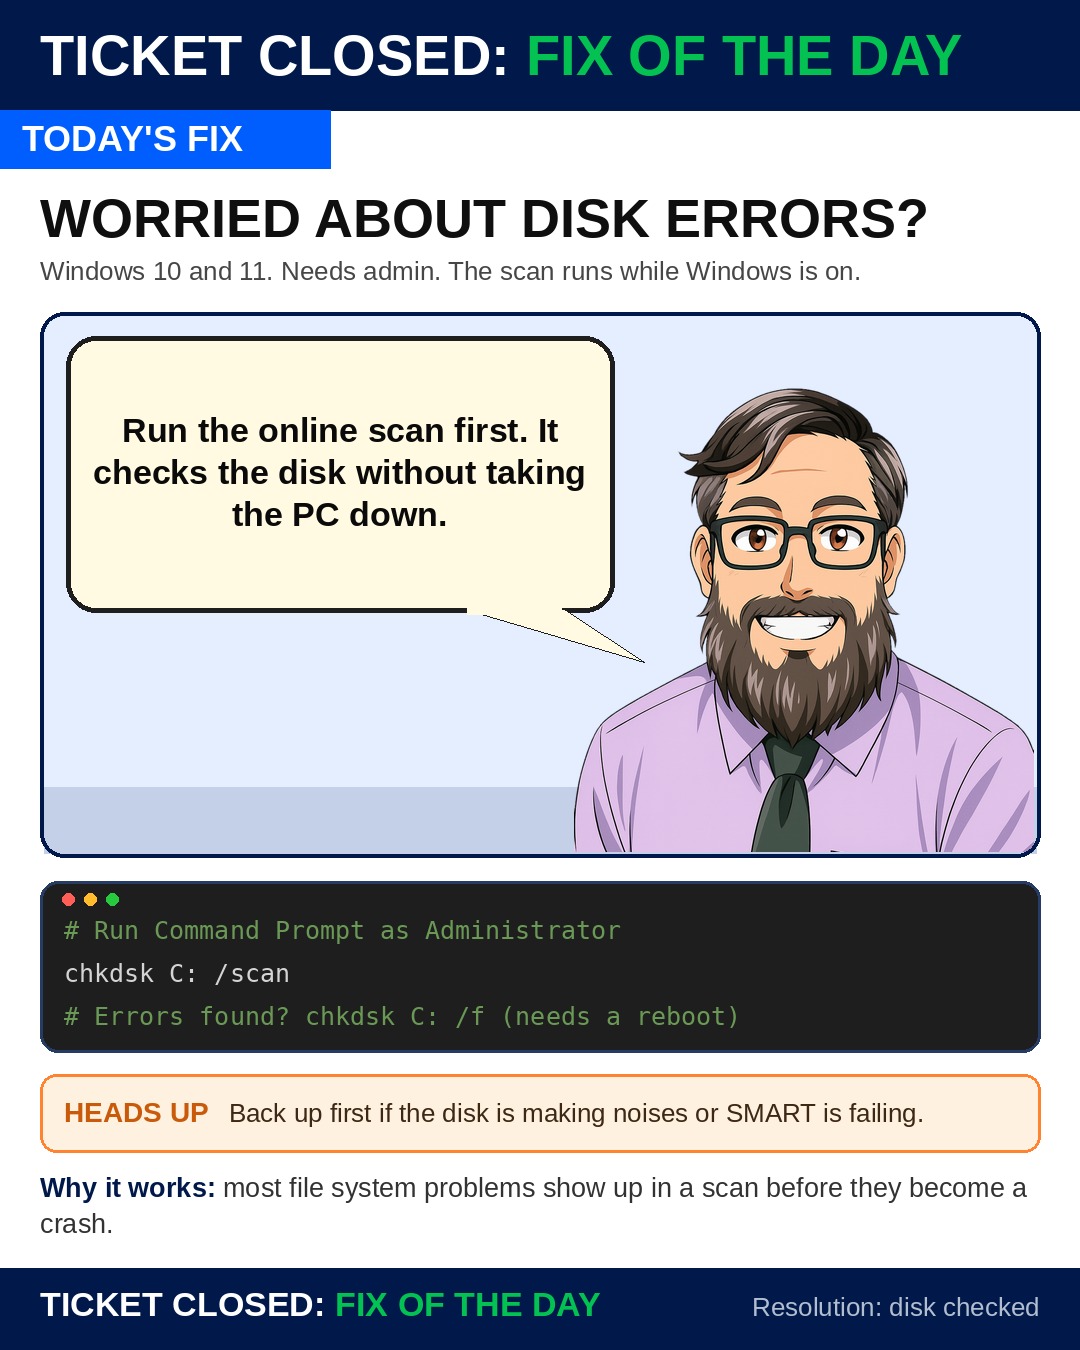 TICKET CLOSED: FIX OF THE DAY
TODAY'S FIX
WORRIED ABOUT DISK ERRORS?
Windows 10 and 11. Needs admin. The scan runs while Windows is on.
Run the online scan first. It
checks the disk without taking
the PC down.
# Run Command Prompt as Administrator
chkdsk C: /scan
# Errors found? chkdsk C: /f (needs a reboot)
HEADS UP Back up first if the disk is making noises or SMART is failing.
Why it works: most file system problems show up in a scan before they become a
crash.
TICKET CLOSED: FIX OF THE DAY
Resolution: disk checked